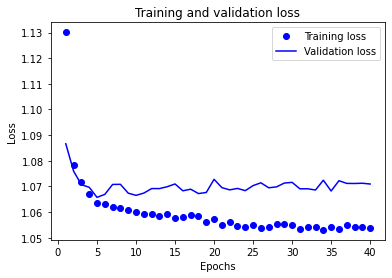 Training and validation loss
Training loss
Validation loss
1.13
1.12
1.11
1.10
1.09
1.08
1.07
1.06
1.05
Loss
0 5 10 15 20 25 30 35 40
Epochs